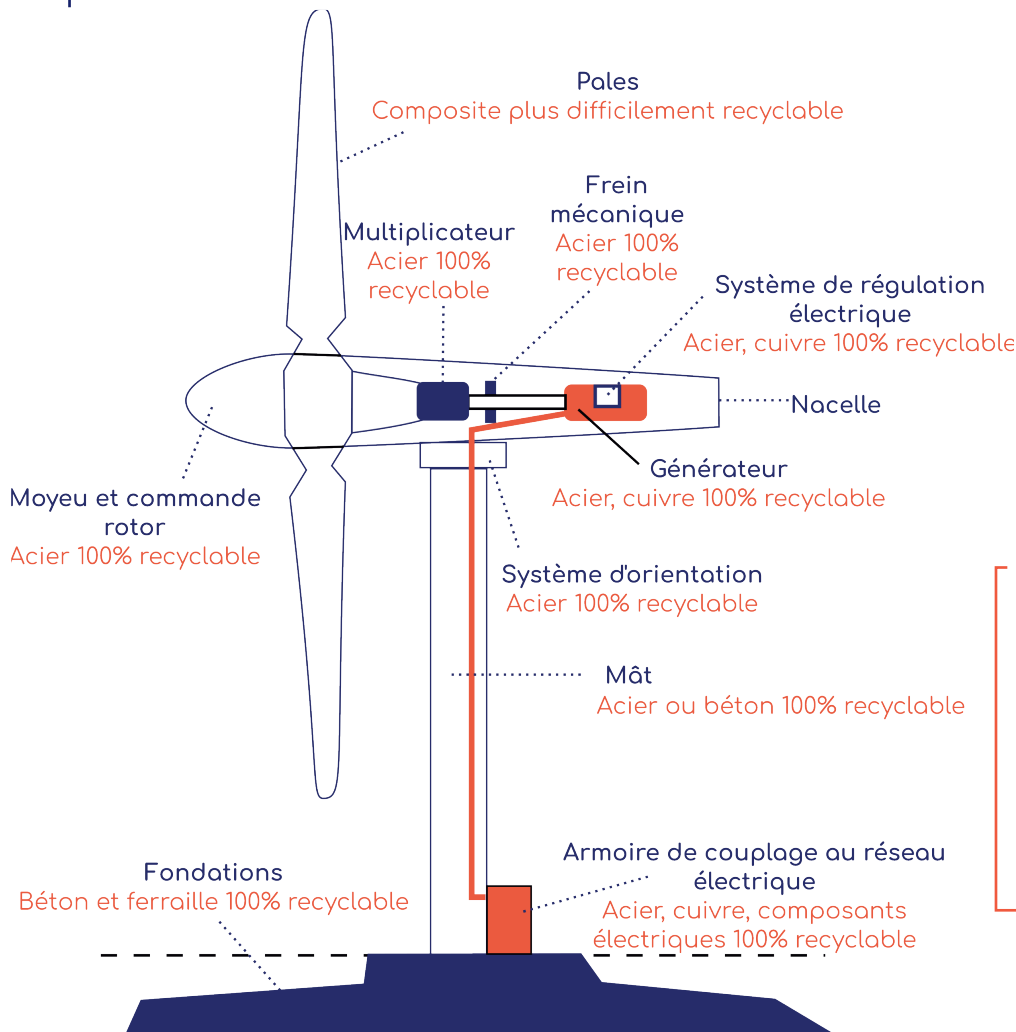 Pales
Composite plus difficilement recyclable
Frein
mécanique
Acier 100%
recyclable
Multiplicateur
Acier 100%
recyclable
Système de régulation
électrique
Acier, cuivre 100% recyclable
Nacelle
Générateur
Acier, cuivre 100% recyclable
Moyeu et commande
rotor
Acier 100% recyclable
Système d'orientation
Acier 100% recyclable
Mât
Acier ou béton 100% recyclable
Armoire de couplage au réseau
électrique
Acier, cuivre, composants
électriques 100% recyclable
Fondations
Béton et ferraille 100% recyclable